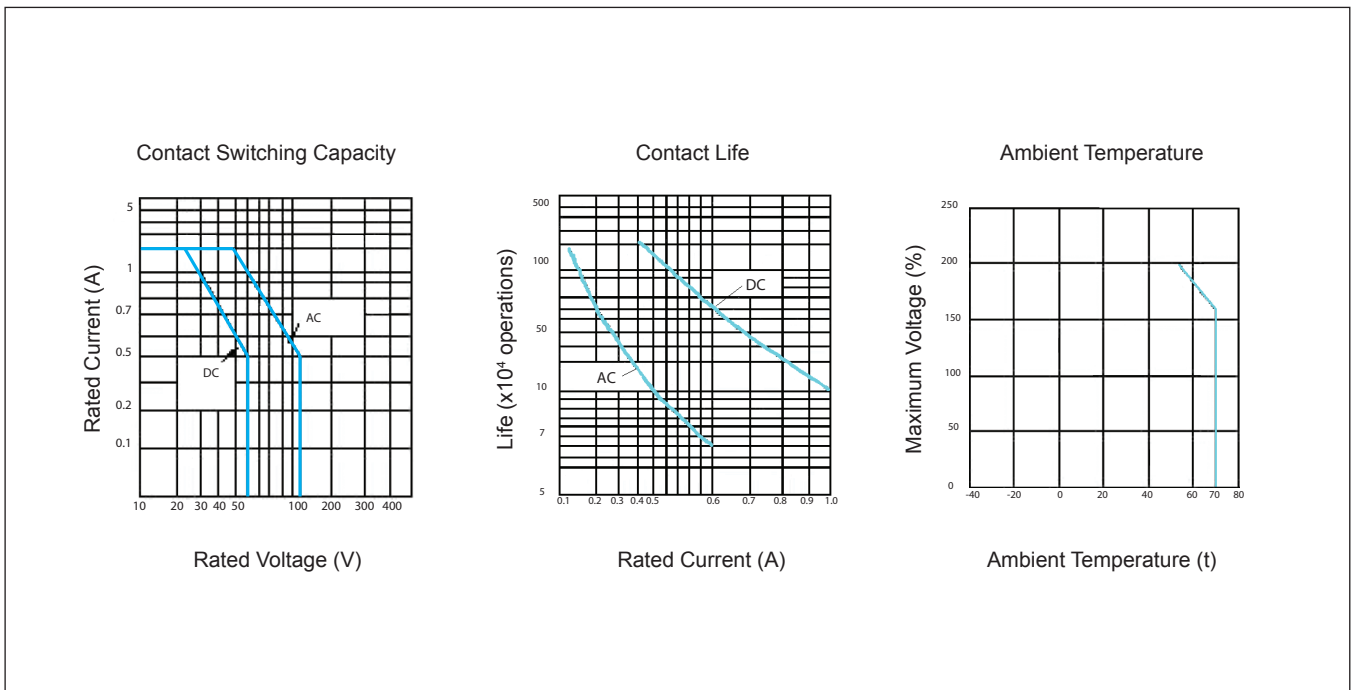 Contact Switching Capacity
Rated Current (A)
5
1
0.7
0.5
0.2
0.1
AC
DC
10 20 30 40 50 100 200 300 400
Rated Voltage (V)
Contact Life
Life (x10⁴ operations)
500
100
50
10
7
5
DC
AC
0.1 0.2 0.3 0.4 0.5 0.6 0.7 0.8 0.9 1.0
Rated Current (A)
Ambient Temperature
Maximum Voltage (%)
250
200
150
100
50
0
-40 -20 0 20 40 60 70 80
Ambient Temperature (t)